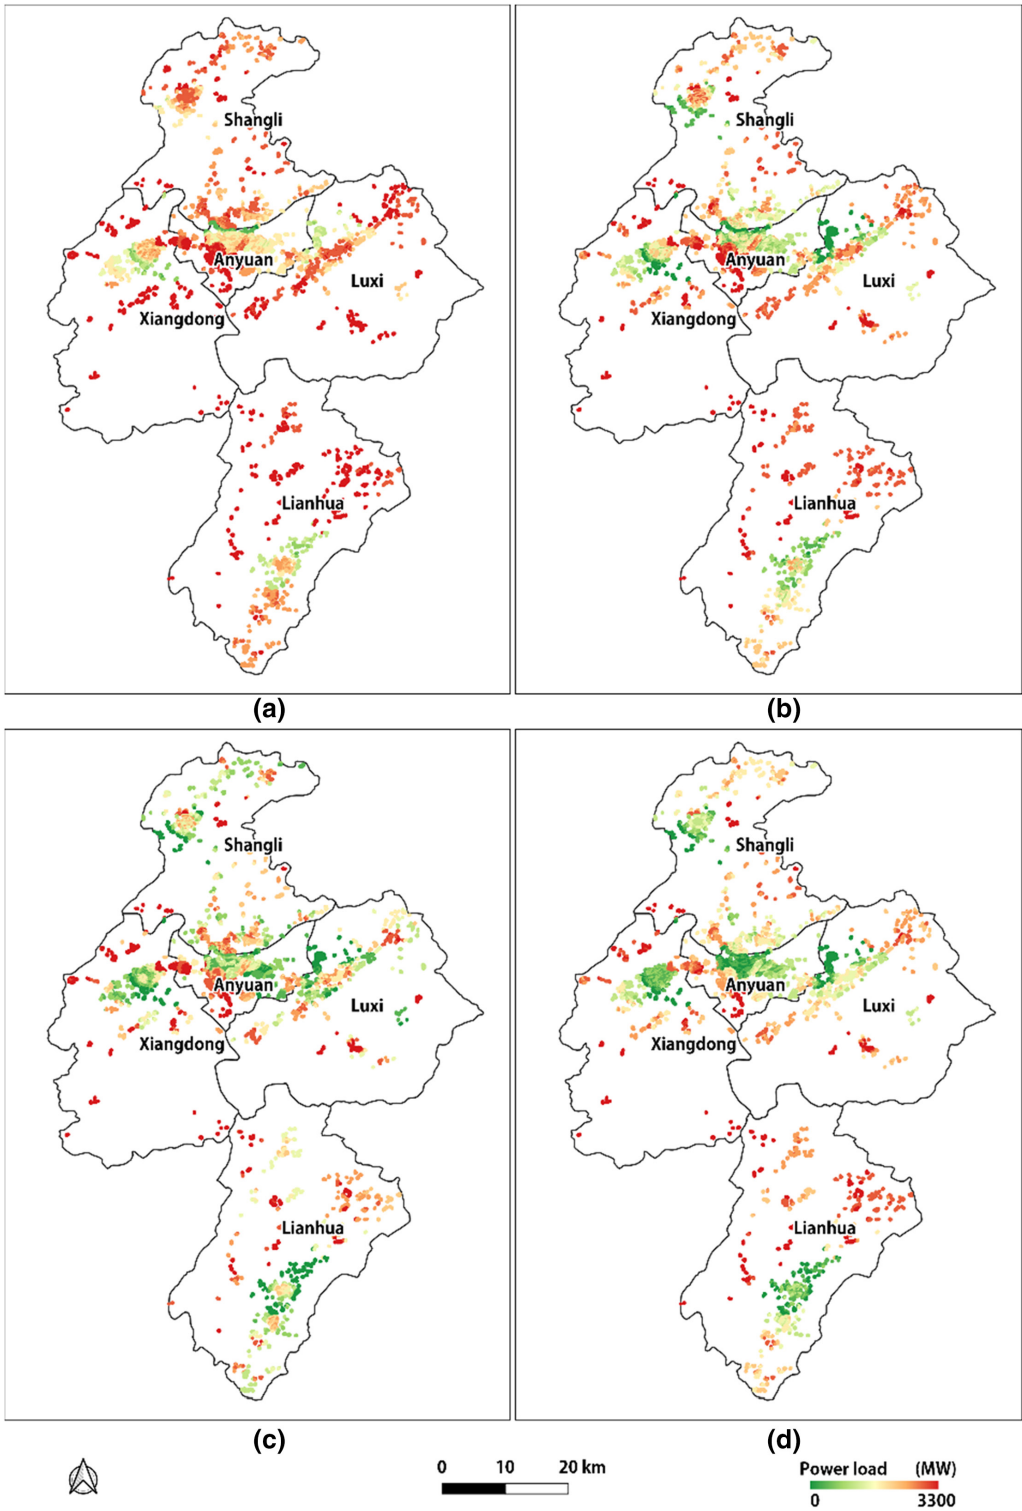 Shangli
Anyuan
Luxi
Xiangdong
Lianhua
(a)
Shangli
Anyuan
Luxi
Xiangdong
Lianhua
(b)
Shangli
Anyuan
Luxi
Xiangdong
Lianhua
(c)
Shangli
Anyuan
Luxi
Xiangdong
Lianhua
(d)
0 10 20 km
Power load (MW)
0 3300